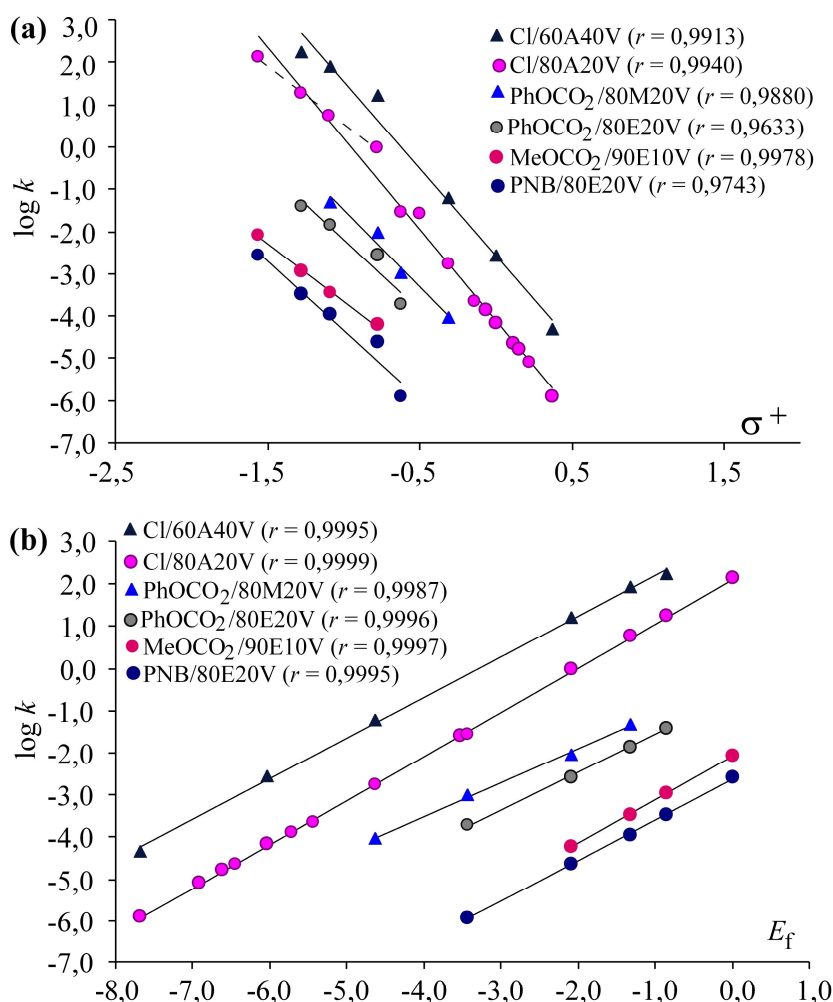 (a)
3,0
2,0
1,0
0,0
-1,0
-2,0
-3,0
-4,0
-5,0
-6,0
-7,0
log k
Cl/60A40V (r = 0,9913)
Cl/80A20V (r = 0,9940)
PhOCO₂/80M20V (r = 0,9880)
PhOCO₂/80E20V (r = 0,9633)
MeOCO₂/90E10V (r = 0,9978)
PNB/80E20V (r = 0,9743)
σ⁺
-2,5 -1,5 -0,5 0,5 1,5
(b)
3,0
2,0
1,0
0,0
-1,0
-2,0
-3,0
-4,0
-5,0
-6,0
-7,0
log k
Cl/60A40V (r = 0,9995)
Cl/80A20V (r = 0,9999)
PhOCO₂/80M20V (r = 0,9987)
PhOCO₂/80E20V (r = 0,9996)
MeOCO₂/90E10V (r = 0,9997)
PNB/80E20V (r = 0,9995)
E_f
-8,0 -7,0 -6,0 -5,0 -4,0 -3,0 -2,0 -1,0 0,0 1,0